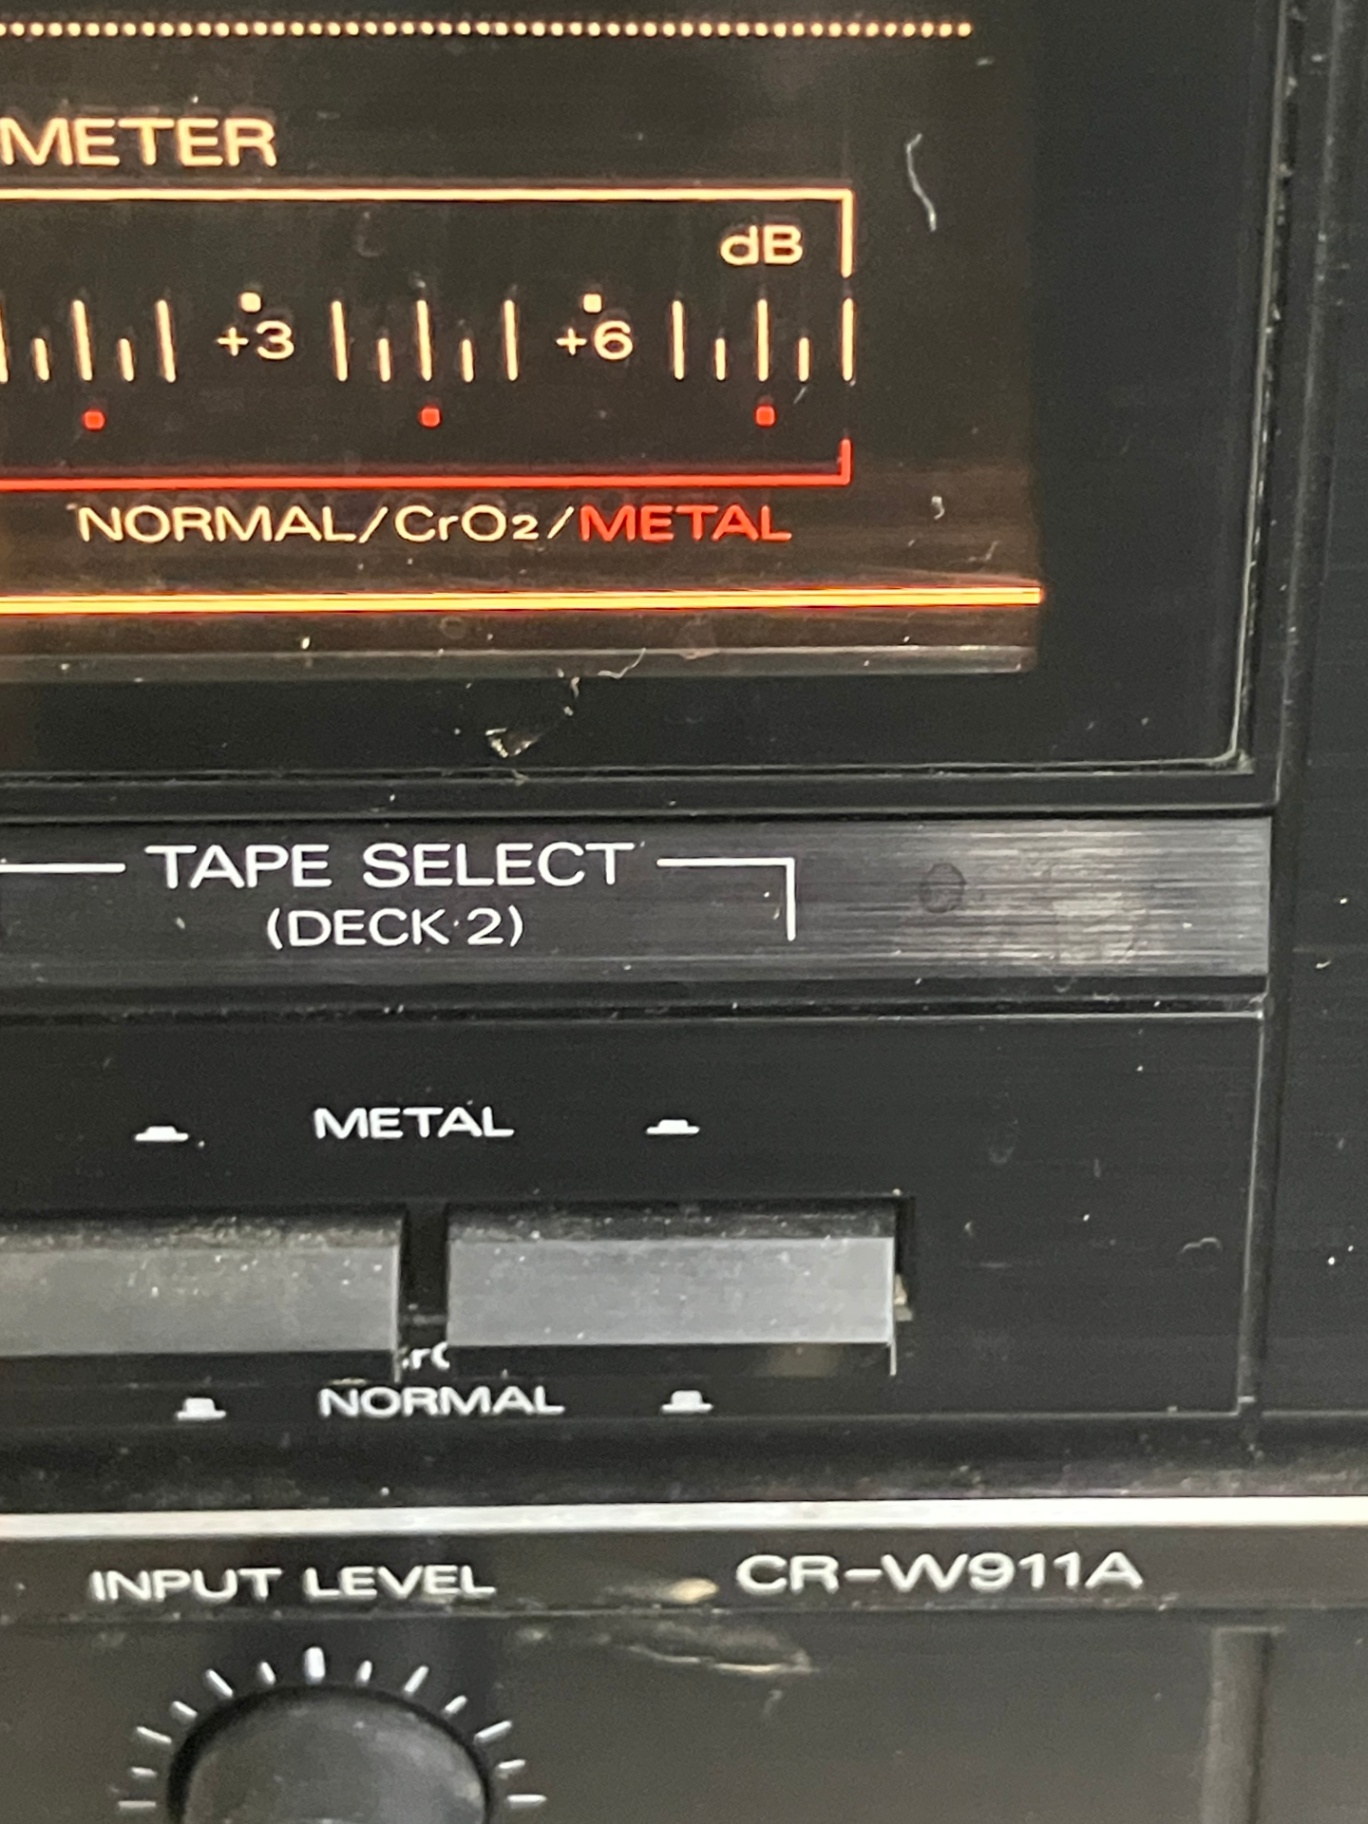 METER
dB
+3 +6
NORMAL/CrO2/METAL
TAPE SELECT
(DECK 2)
METAL
NORMAL
INPUT LEVEL
CR-W911A